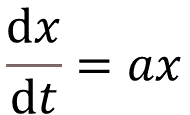 dx/dt = ax